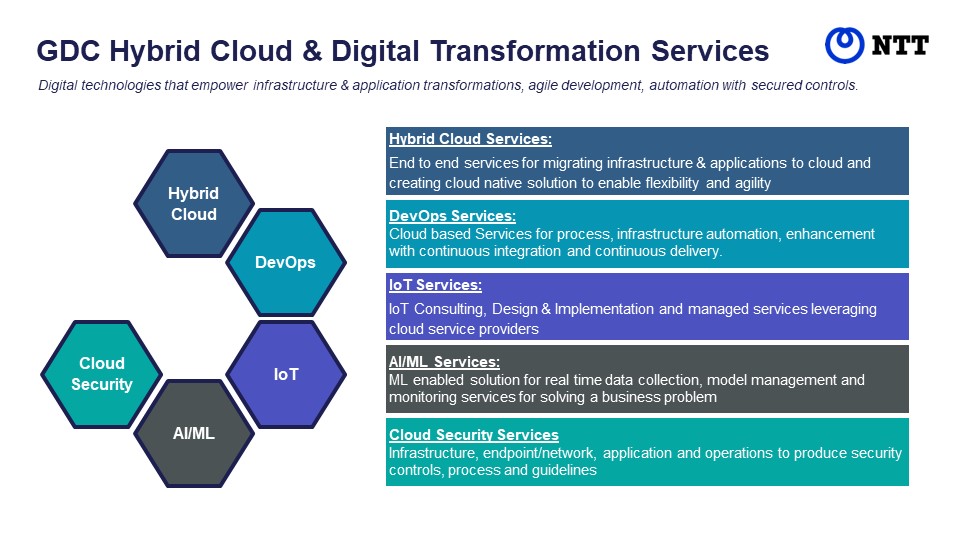 GDC Hybrid Cloud & Digital Transformation Services
NTT
Digital technologies that empower infrastructure & application transformations, agile development, automation with secured controls.
Hybrid
Cloud
DevOps
Cloud
Security
IoT
AI/ML
Hybrid Cloud Services:
End to end services for migrating infrastructure & applications to cloud and
creating cloud native solution to enable flexibility and agility
DevOps Services:
Cloud based Services for process, infrastructure automation, enhancement
with continuous integration and continuous delivery.
IoT Services:
IoT Consulting, Design & Implementation and managed services leveraging
cloud service providers
AI/ML Services:
ML enabled solution for real time data collection, model management and
monitoring services for solving a business problem
Cloud Security Services
Infrastructure, endpoint/network, application and operations to produce security
controls, process and guidelines